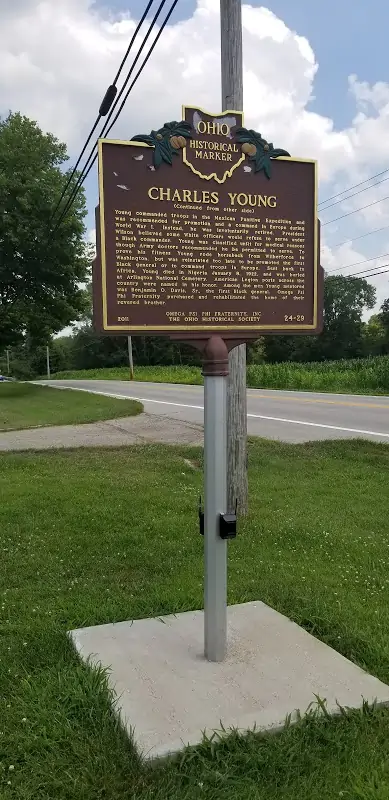 OHIO
HISTORICAL
MARKER
CHARLES YOUNG
(Continued from other side)
Young commanded troops in the Mexican Punitive Expedition and
was recommended for promotion and a command in Europe during
World War I. Instead, he was involuntarily retired. President
Wilson believed some white officers would refuse to serve under
a Black commander. Young was classified unfit for medical reasons
though Army doctors recommended he be permitted to serve. To
prove his fitness Young rode horseback from Wilberforce to
Washington, but was reinstated too late to be promoted the first
Black general or to command troops in Europe. Sent back to
Africa, Young died in Nigeria January 8, 1922, and was buried
at Arlington National Cemetery. American Legion posts across the
country were named in his honor. Among the men Young mentored
was Benjamin O. Davis, Sr., the first Black general. Omega Psi
Phi Fraternity purchased and rehabilitated the home of their
revered brother.
OMEGA PSI PHI FRATERNITY, INC.
2011 THE OHIO HISTORICAL SOCIETY 24-29